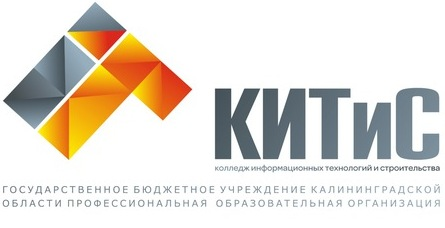 КИТиС
колледж информационных технологий и строительства
ГОСУДАРСТВЕННОЕ БЮДЖЕТНОЕ УЧРЕЖДЕНИЕ КАЛИНИНГРАДСКОЙ
ОБЛАСТИ ПРОФЕССИОНАЛЬНАЯ ОБРАЗОВАТЕЛЬНАЯ ОРГАНИЗАЦИЯ